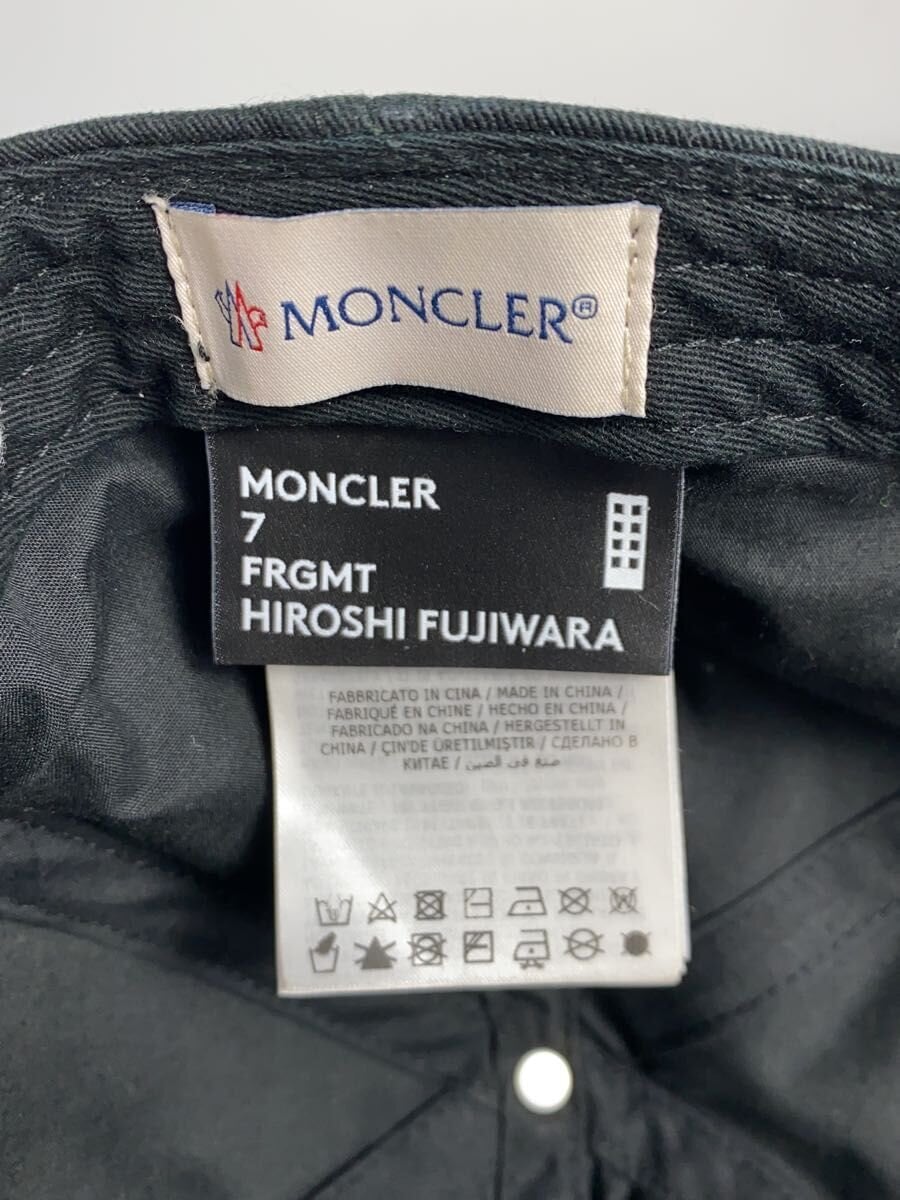 MONCLER®
MONCLER
7
FRGMT
HIROSHI FUJIWARA
FABBRICATO IN CINA / MADE IN CHINA /
FABRIQUÉ EN CHINE / HECHO EN CHINA /
FABRICADO NA CHINA / HERGESTELLT IN
CHINA / ÇIN'DE ÜRETILMIŞTIR / СДЕЛАНО В
КИТАЕ / صنع في الصين